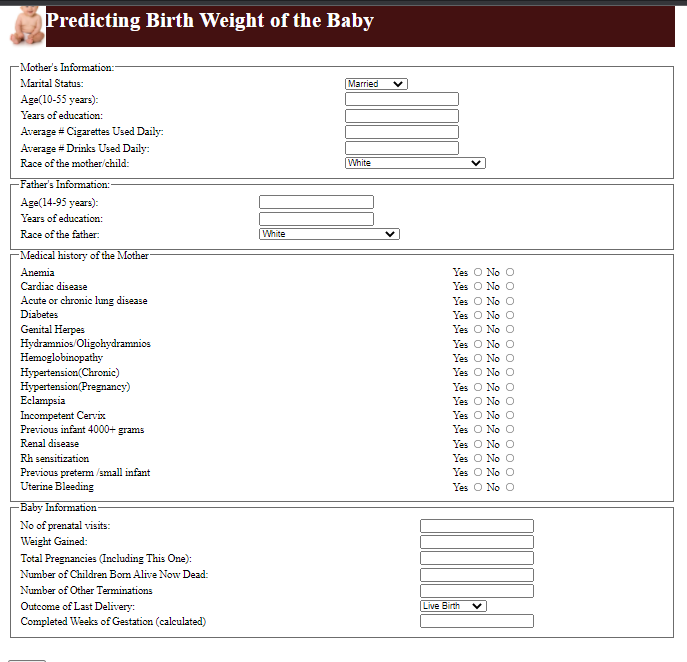 Predicting Birth Weight of the Baby
Mother's Information:
Marital Status: Married
Age(10-55 years):
Years of education:
Average # Cigarettes Used Daily:
Average # Drinks Used Daily:
Race of the mother/child: White
Father's Information:
Age(14-95 years):
Years of education:
Race of the father: White
Medical history of the Mother
Anemia Yes No
Cardiac disease Yes No
Acute or chronic lung disease Yes No
Diabetes Yes No
Genital Herpes Yes No
Hydramnios/Oligohydramnios Yes No
Hemoglobinopathy Yes No
Hypertension(Chronic) Yes No
Hypertension(Pregnancy) Yes No
Eclampsia Yes No
Incompetent Cervix Yes No
Previous infant 4000+ grams Yes No
Renal disease Yes No
Rh sensitization Yes No
Previous preterm /small infant Yes No
Uterine Bleeding Yes No
Baby Information
No of prenatal visits:
Weight Gained:
Total Pregnancies (Including This One):
Number of Children Born Alive Now Dead:
Number of Other Terminations
Outcome of Last Delivery: Live Birth
Completed Weeks of Gestation (calculated)